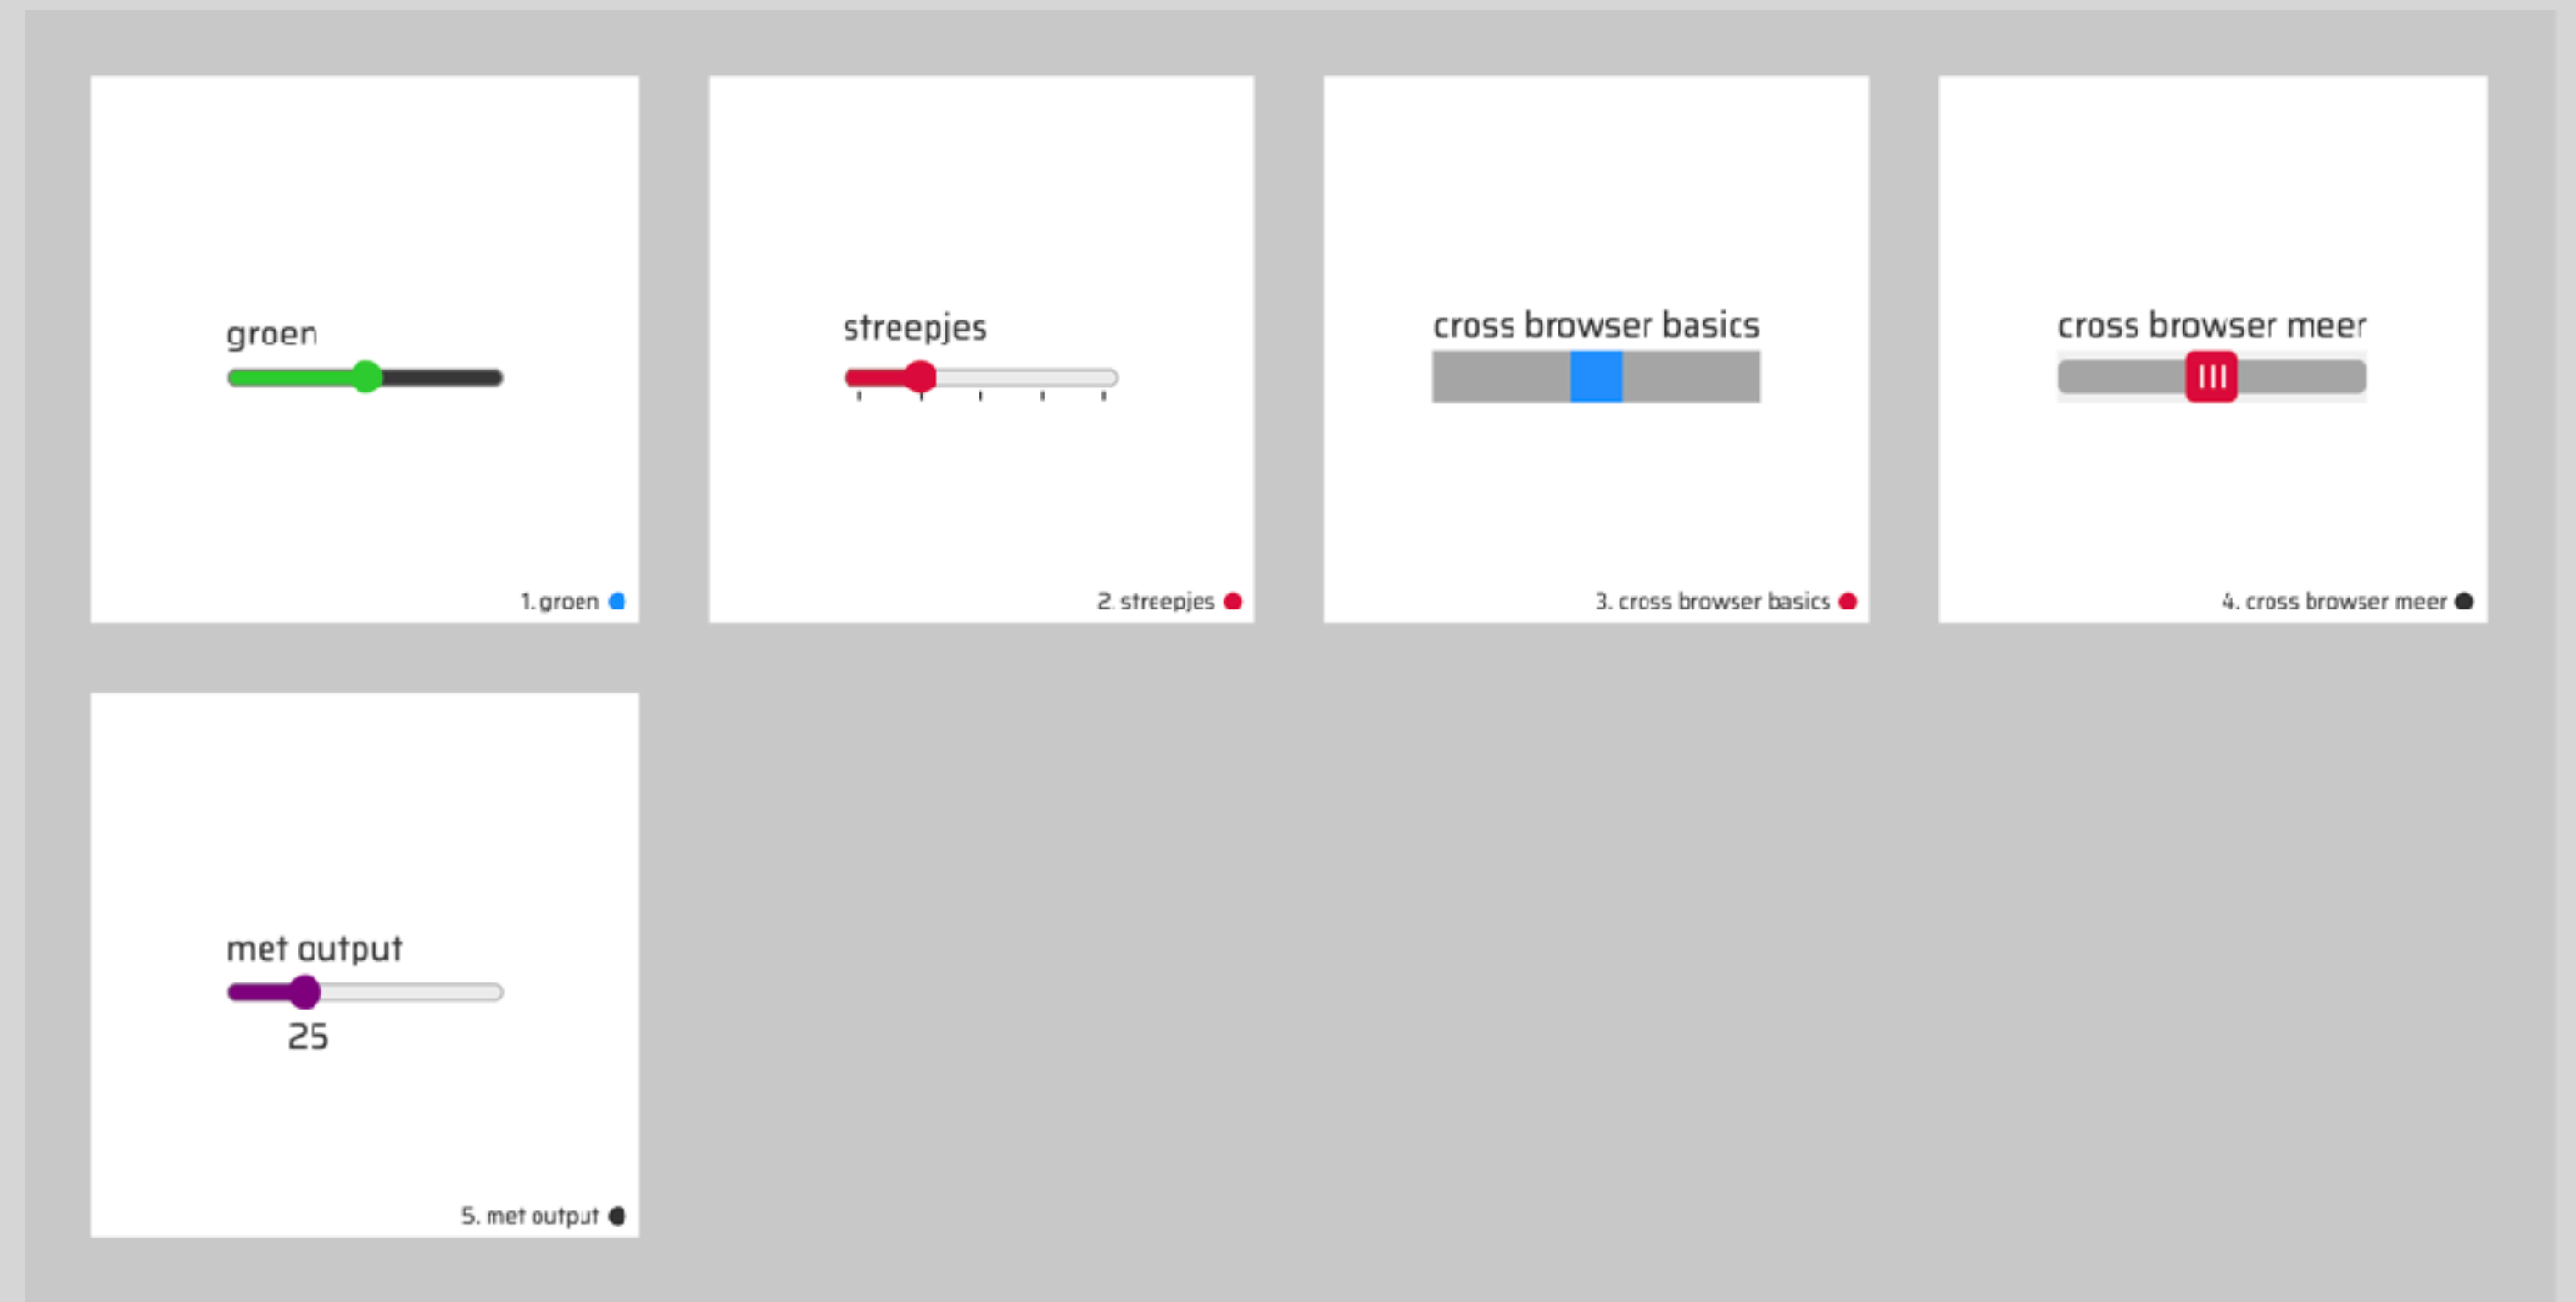 groen
1. groen
streepjes
2. streepjes
cross browser basics
3. cross browser basics
cross browser meer
4. cross browser meer
met output
25
5. met output